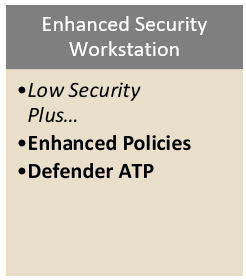 Enhanced Security
Workstation
•Low Security
Plus…
•Enhanced Policies
•Defender ATP